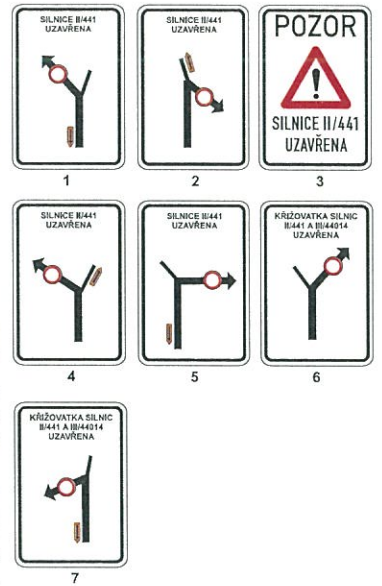 SILNICE II/441
UZAVŘENA
1
SILNICE II/441
UZAVŘENA
2
POZOR
!
SILNICE II/441
UZAVŘENA
3
SILNICE II/441
UZAVŘENA
4
SILNICE II/441
UZAVŘENA
5
KŘIŽOVATKA SILNIC
II/441 A III/44014
UZAVŘENA
6
KŘIŽOVATKA SILNIC
II/441 A III/44014
UZAVŘENA
7